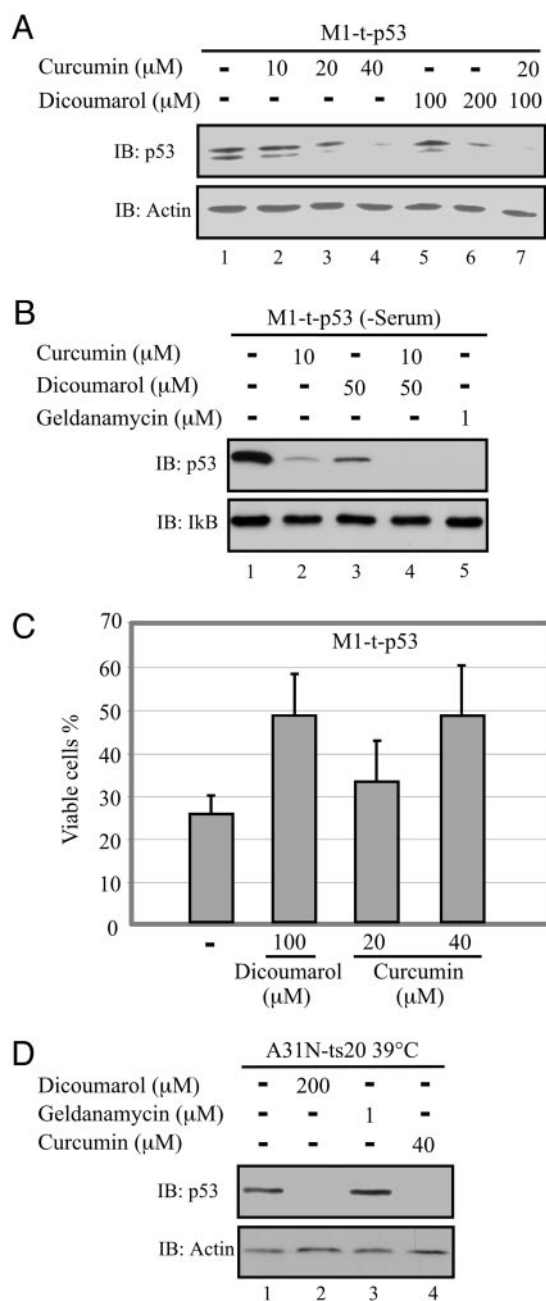 A
M1-t-p53
Curcumin (μM) - 10 20 40 - - 20
Dicoumarol (μM) - - - - 100 200 100
IB: p53
IB: Actin
1 2 3 4 5 6 7
B
M1-t-p53 (-Serum)
Curcumin (μM) - 10 - 10 -
Dicoumarol (μM) - - 50 50 -
Geldanamycin (μM) - - - - 1
IB: p53
IB: IkB
1 2 3 4 5
C
M1-t-p53
Viable cells %
70
60
50
40
30
20
10
0
- 100 20 40
Dicoumarol Curcumin
(μM) (μM)
D
A31N-ts20 39°C
Dicoumarol (μM) - 200 - -
Geldanamycin (μM) - - 1 -
Curcumin (μM) - - - 40
IB: p53
IB: Actin
1 2 3 4